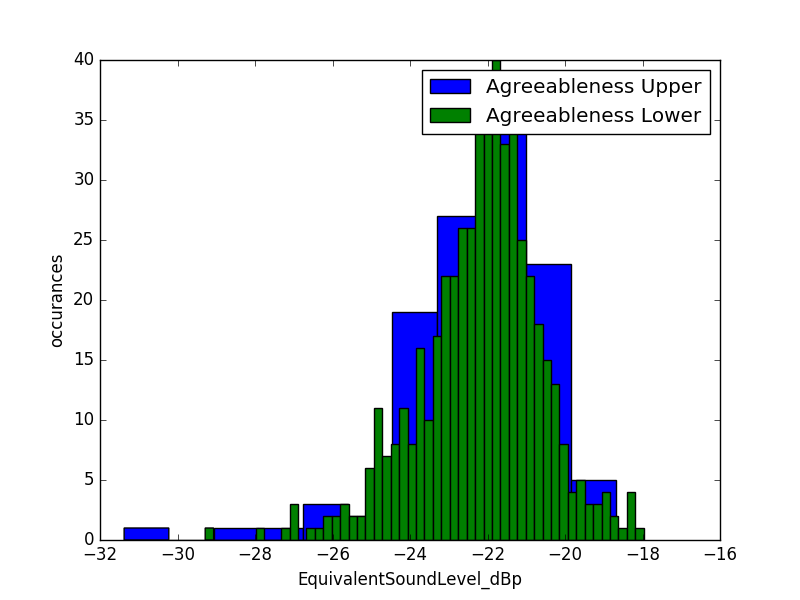 40
35
30
25
20
15
10
5
0
occurances
Agreeableness Upper
Agreeableness Lower
−32 −30 −28 −26 −24 −22 −20 −18 −16
EquivalentSoundLevel_dBp